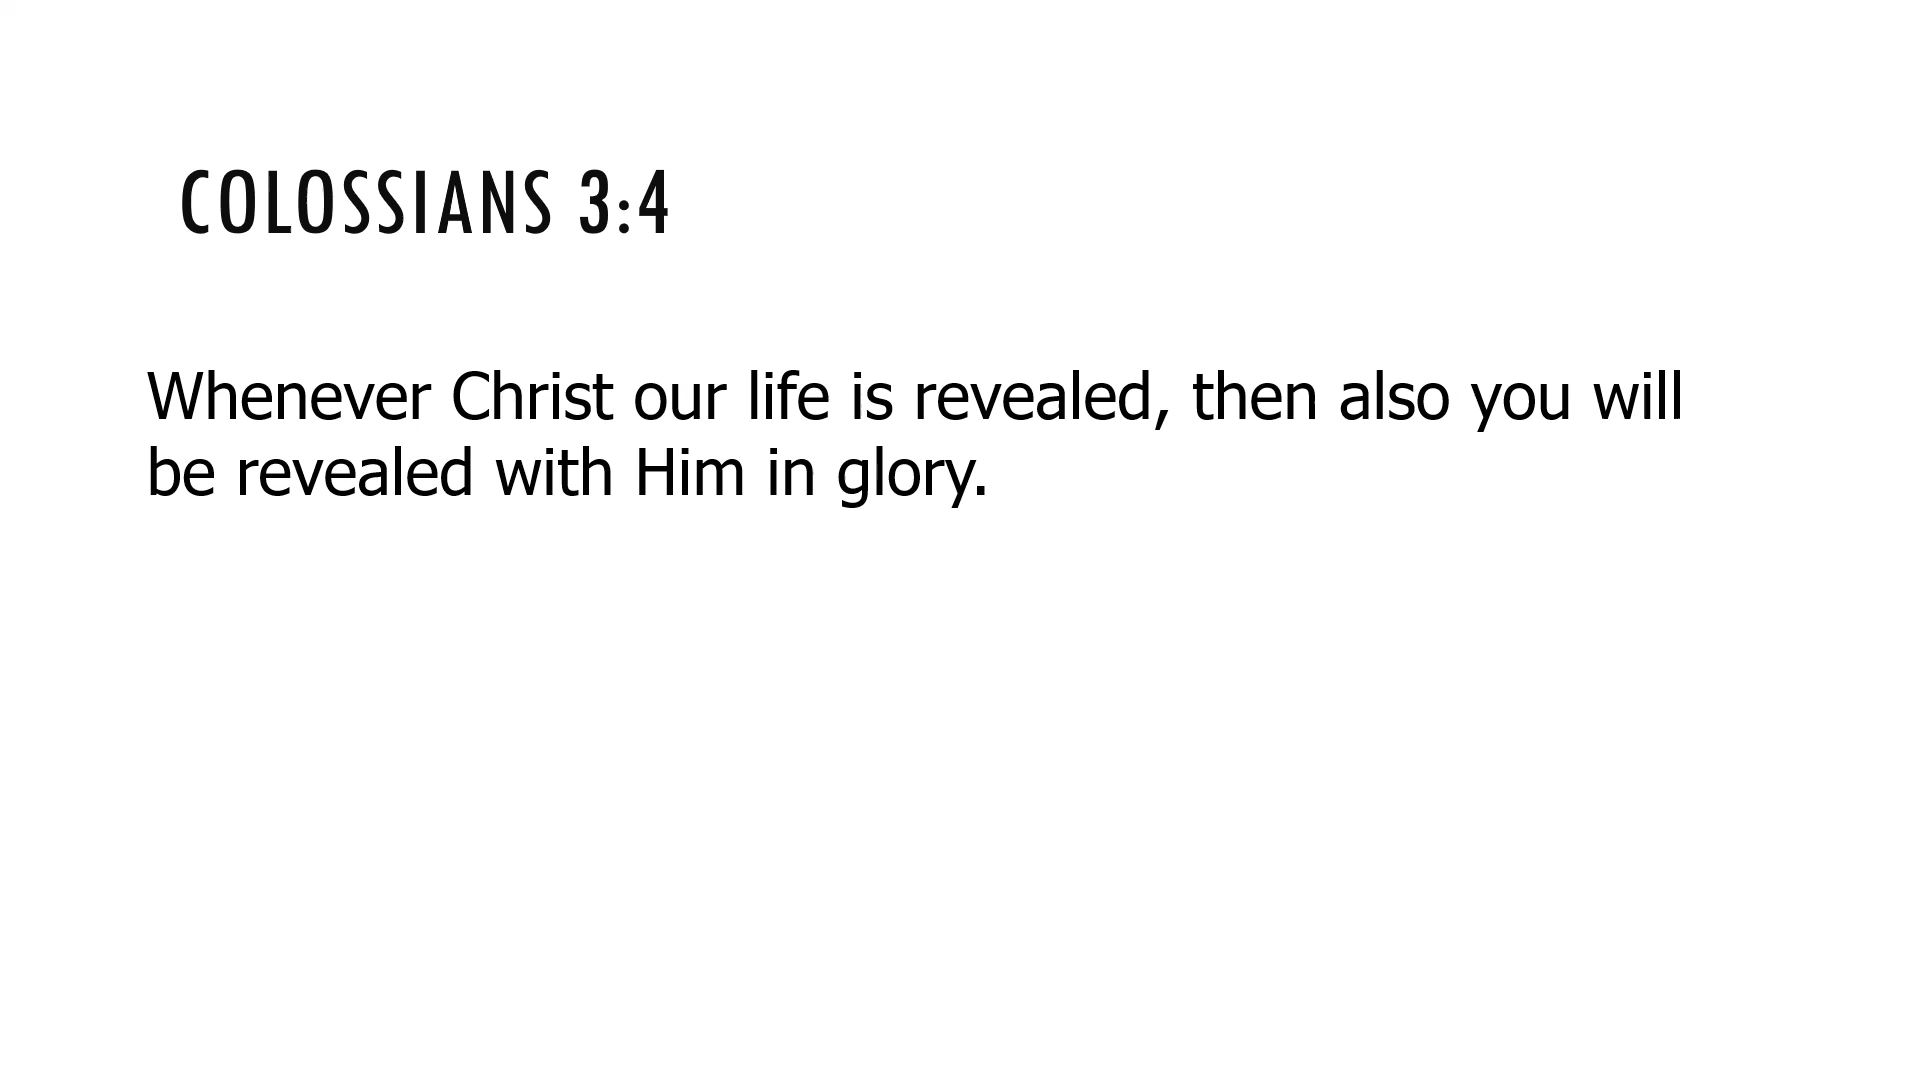 COLOSSIANS 3:4
Whenever Christ our life is revealed, then also you will
be revealed with Him in glory.